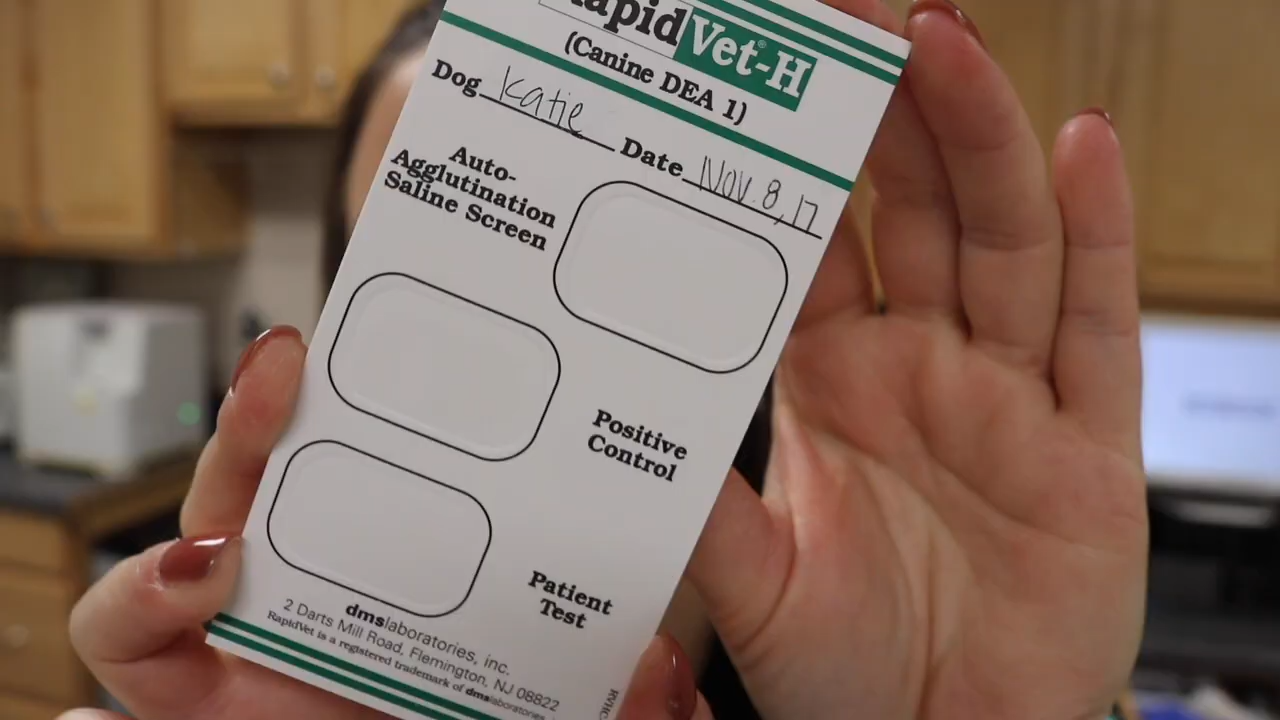 RapidVet®-H
(Canine DEA 1)
Dog Katie Date Nov. 8, 17
Auto-
Agglutination
Saline Screen
Positive
Control
Patient
Test
dmslaboratories, inc.
2 Darts Mill Road, Flemington, NJ 08822
RapidVet is a registered trademark of dmslaboratories, inc.